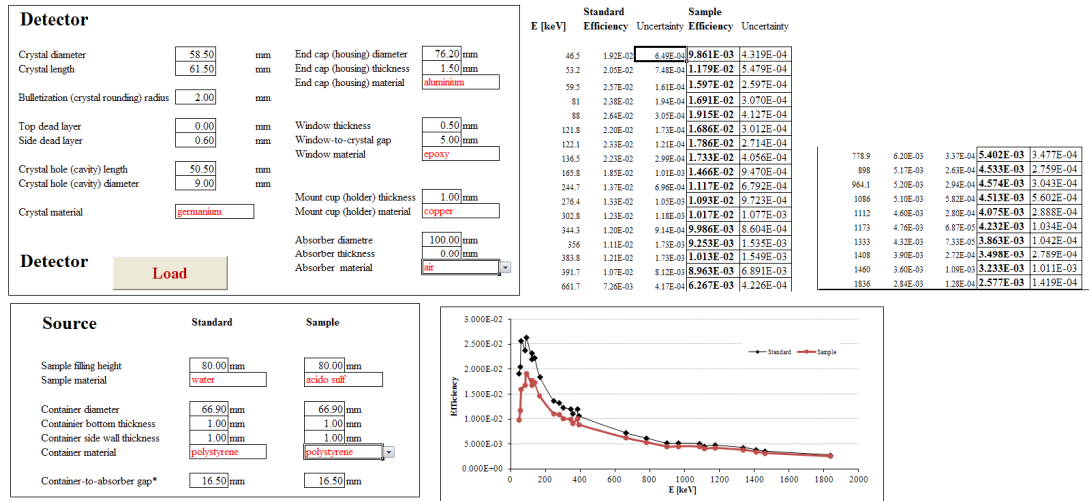 Detector
Crystal diameter 58.50 mm
Crystal length 61.50 mm
Bulletization (crystal rounding) radius 2.00 mm
Top dead layer 0.00 mm
Side dead layer 0.60 mm
Crystal hole (cavity) length 50.50 mm
Crystal hole (cavity) diameter 9.00 mm
Crystal material germanium
Detector Load
End cap (housing) diameter 76.20 mm
End cap (housing) thickness 1.50 mm
End cap (housing) material aluminium
Window thickness 0.50 mm
Window-to-crystal gap 5.00 mm
Window material epoxy
Mount cup (holder) thickness 1.00 mm
Mount cup (holder) material copper
Absorber diametre 100.00 mm
Absorber thickness 0.00 mm
Absorber material air
Standard Sample
E [keV] Efficiency Uncertainty Efficiency Uncertainty
46.5 1.92E-02 6.49E-04 9.861E-03 4.319E-04
53.2 2.05E-02 7.48E-04 1.179E-02 5.479E-04
59.5 2.57E-02 1.61E-04 1.597E-02 2.597E-04
81 2.38E-02 1.94E-04 1.691E-02 3.070E-04
88 2.64E-02 3.05E-04 1.915E-02 4.127E-04
121.8 2.20E-02 1.73E-04 1.686E-02 3.012E-04
122.1 2.33E-02 1.21E-04 1.786E-02 2.714E-04
136.5 2.23E-02 2.99E-04 1.733E-02 4.056E-04
165.8 1.85E-02 1.01E-03 1.466E-02 9.470E-04
244.7 1.37E-02 6.96E-04 1.117E-02 6.792E-04
276.4 1.33E-02 1.05E-03 1.093E-02 9.723E-04
302.8 1.23E-02 1.18E-03 1.017E-02 1.077E-03
344.3 1.20E-02 9.14E-04 9.986E-03 8.604E-04
356 1.11E-02 1.73E-03 9.253E-03 1.535E-03
383.8 1.21E-02 1.73E-03 1.013E-02 1.549E-03
391.7 1.07E-02 8.12E-03 8.963E-03 6.891E-03
661.7 7.26E-03 4.17E-04 6.267E-03 4.226E-04
778.9 6.20E-03 3.37E-04 5.402E-03 3.477E-04
898 5.17E-03 2.63E-04 4.533E-03 2.759E-04
964.1 5.20E-03 2.94E-04 4.574E-03 3.043E-04
1086 5.10E-03 5.82E-04 4.513E-03 5.602E-04
1112 4.60E-03 2.80E-04 4.075E-03 2.888E-04
1173 4.76E-03 6.87E-05 4.232E-03 1.034E-04
1333 4.32E-03 7.33E-05 3.863E-03 1.042E-04
1408 3.90E-03 2.72E-04 3.498E-03 2.789E-04
1460 3.60E-03 1.09E-03 3.233E-03 1.011E-03
1836 2.84E-03 1.28E-04 2.577E-03 1.419E-04
Source Standard Sample
Sample filling height 80.00 mm 80.00 mm
Sample material water acido sulf
Container diameter 66.90 mm 66.90 mm
Containier bottom thickness 1.00 mm 1.00 mm
Container side wall thickness 1.00 mm 1.00 mm
Container material polystyrene polystyrene
Container-to-absorber gap* 16.50 mm 16.50 mm
3.000E-02
2.500E-02
2.000E-02
1.500E-02
1.000E-02
5.000E-03
0.000E+00
Efficiency
Standard Sample
0 200 400 600 800 1000 1200 1400 1600 1800 2000
E [keV]